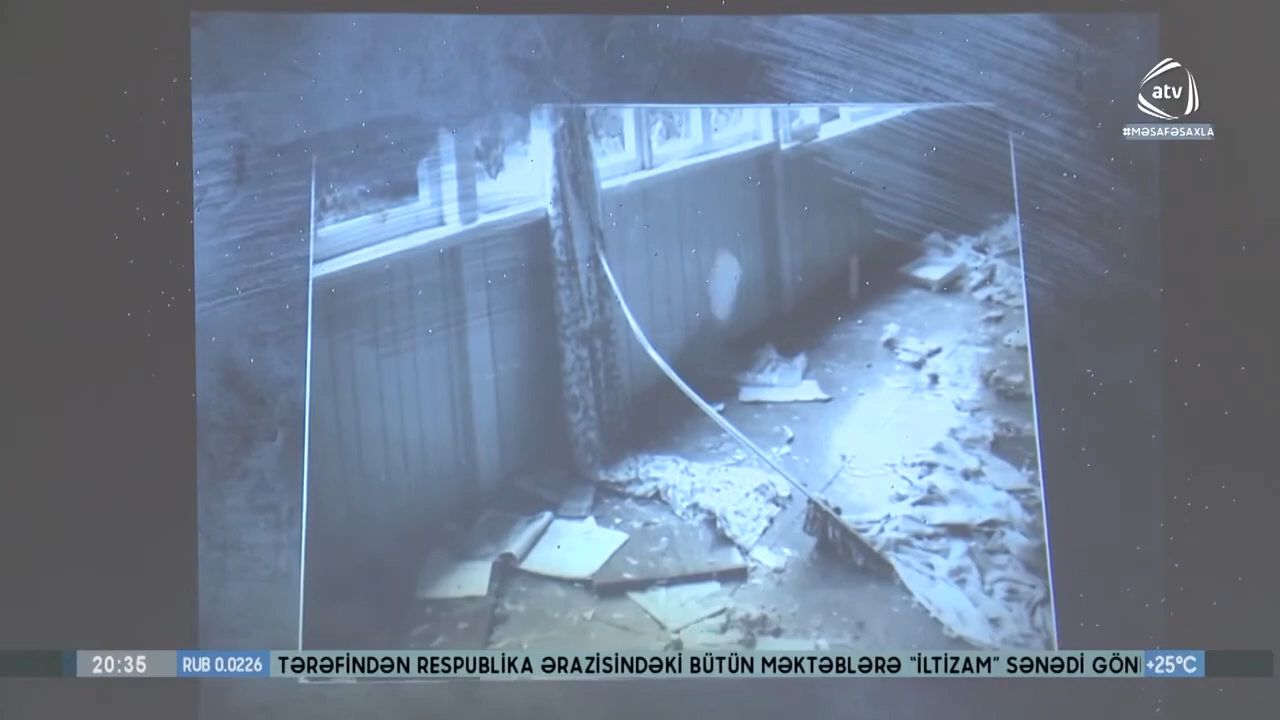 atv
#MƏSAFƏSAXLA
20:35 RUB 0.0226 TƏRƏFİNDƏN RESPUBLİKA ƏRAZİSİNDƏKİ BÜTÜN MƏKTƏBLƏRƏ “İLTİZAM” SƏNƏDİ GÖN +25°C